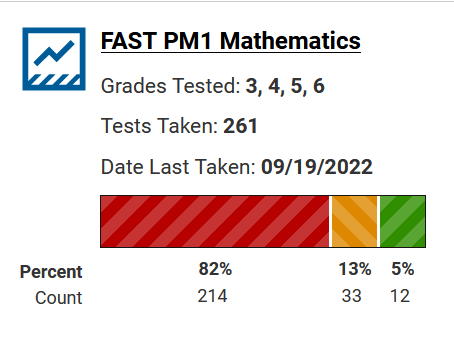 FAST PM1 Mathematics
Grades Tested: 3, 4, 5, 6
Tests Taken: 261
Date Last Taken: 09/19/2022
Percent 82% 13% 5%
Count 214 33 12